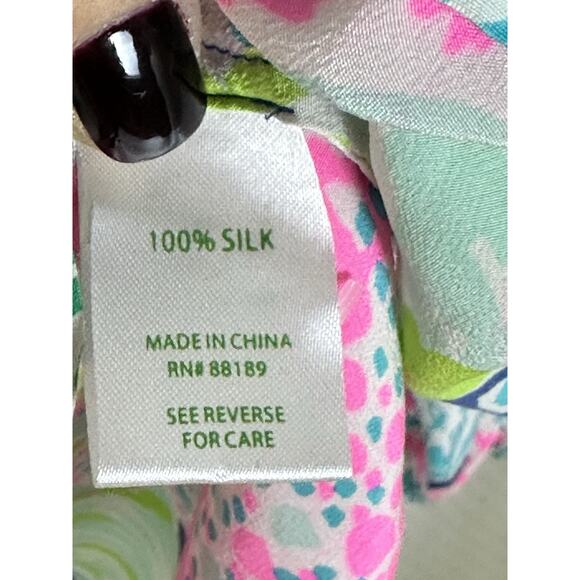 100% SILK
MADE IN CHINA
RN# 88189
SEE REVERSE
FOR CARE